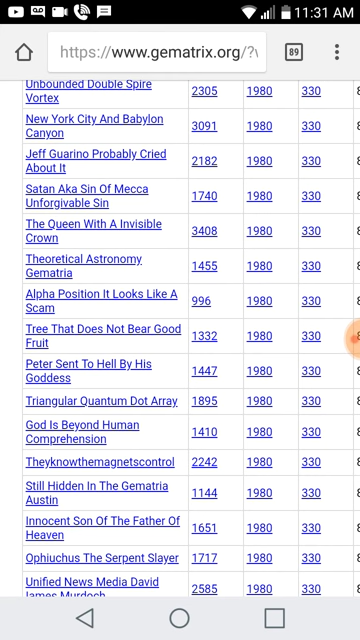 11:31 AM
https://www.gematrix.org/?
89
Unbounded Double Spire
Vortex 2305 1980 330
New York City And Babylon
Canyon 3091 1980 330
Jeff Guarino Probably Cried
About It 2182 1980 330
Satan Aka Sin Of Mecca
Unforgivable Sin 1740 1980 330
The Queen With A Invisible
Crown 3408 1980 330
Theoretical Astronomy
Gematria 1455 1980 330
Alpha Position It Looks Like A
Scam 996 1980 330
Tree That Does Not Bear Good
Fruit 1332 1980 330
Peter Sent To Hell By His
Goddess 1447 1980 330
Triangular Quantum Dot Array 1895 1980 330
God Is Beyond Human
Comprehension 1410 1980 330
Theyknowthemagnetscontrol 2242 1980 330
Still Hidden In The Gematria
Austin 1144 1980 330
Innocent Son Of The Father Of
Heaven 1651 1980 330
Ophiuchus The Serpent Slayer 1717 1980 330
Unified News Media David
James Murdoch 2585 1980 330